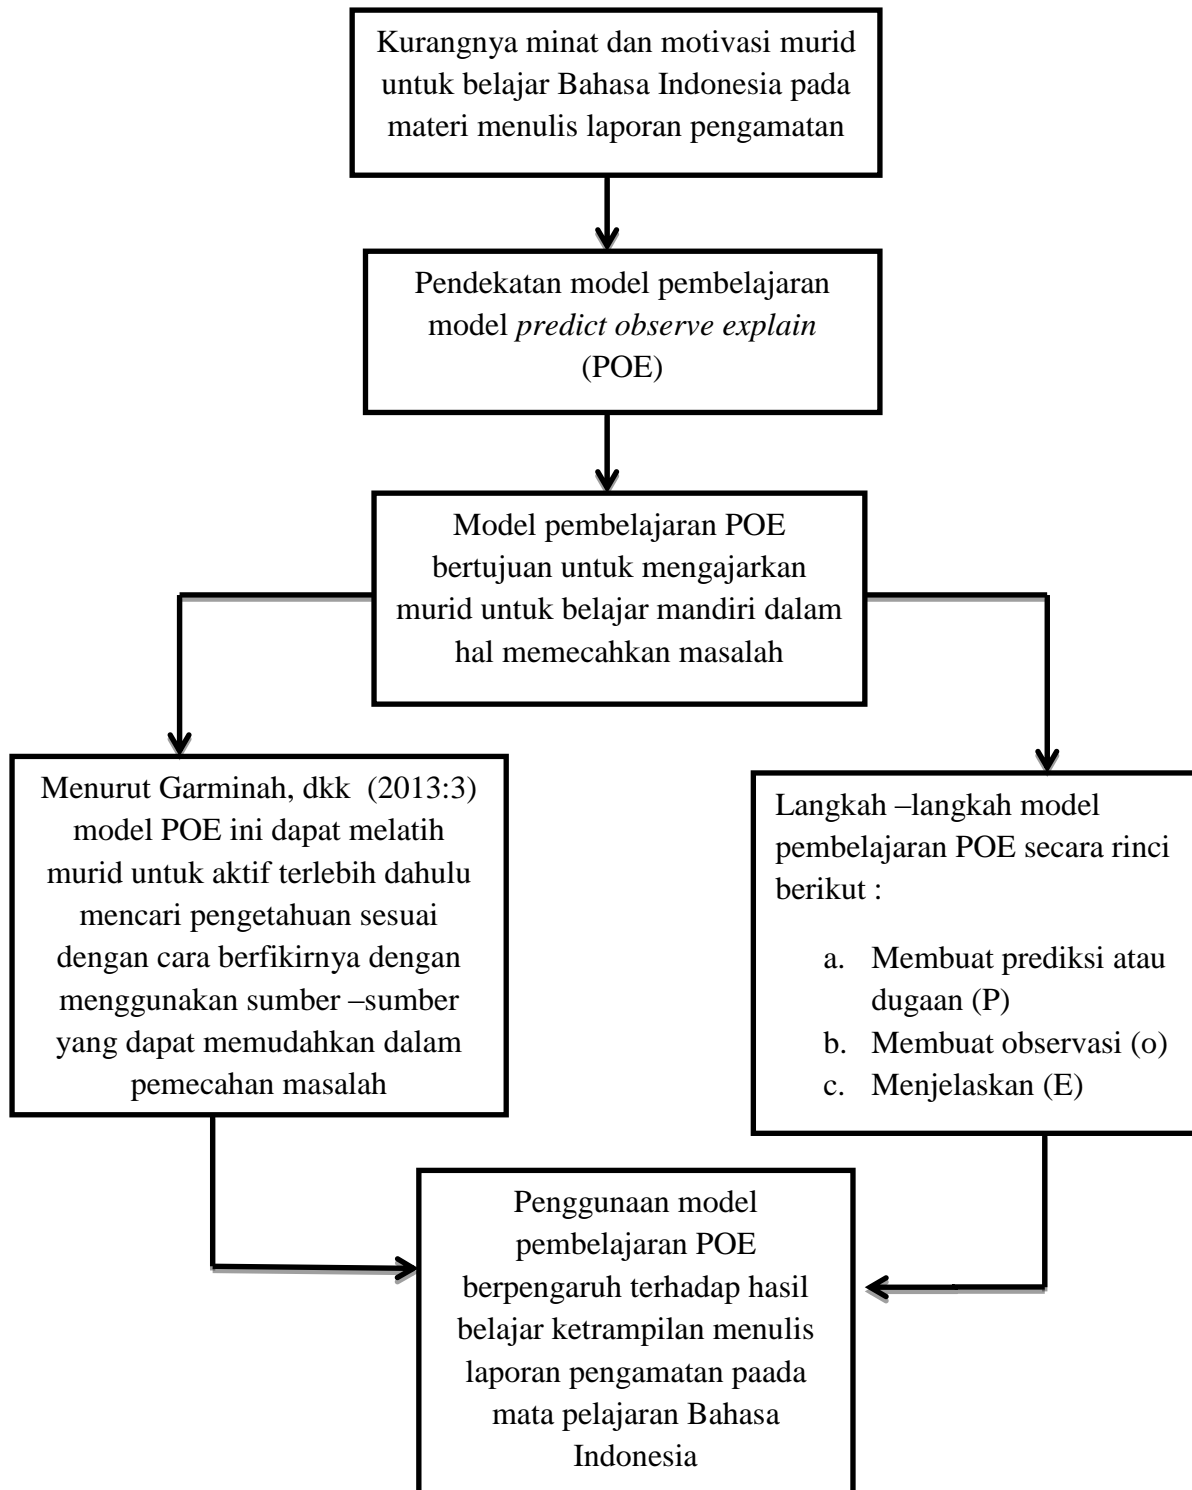 Kurangnya minat dan motivasi murid
untuk belajar Bahasa Indonesia pada
materi menulis laporan pengamatan
Pendekatan model pembelajaran
model predict observe explain
(POE)
Model pembelajaran POE
bertujuan untuk mengajarkan
murid untuk belajar mandiri dalam
hal memecahkan masalah
Menurut Garminah, dkk  (2013:3)
model POE ini dapat melatih
murid untuk aktif terlebih dahulu
mencari pengetahuan sesuai
dengan cara berfikirnya dengan
menggunakan sumber –sumber
yang dapat memudahkan dalam
pemecahan masalah
Langkah –langkah model
pembelajaran POE secara rinci
berikut :
a. Membuat prediksi atau
dugaan (P)
b. Membuat observasi (o)
c. Menjelaskan (E)
Penggunaan model
pembelajaran POE
berpengaruh terhadap hasil
belajar ketrampilan menulis
laporan pengamatan paada
mata pelajaran Bahasa
Indonesia